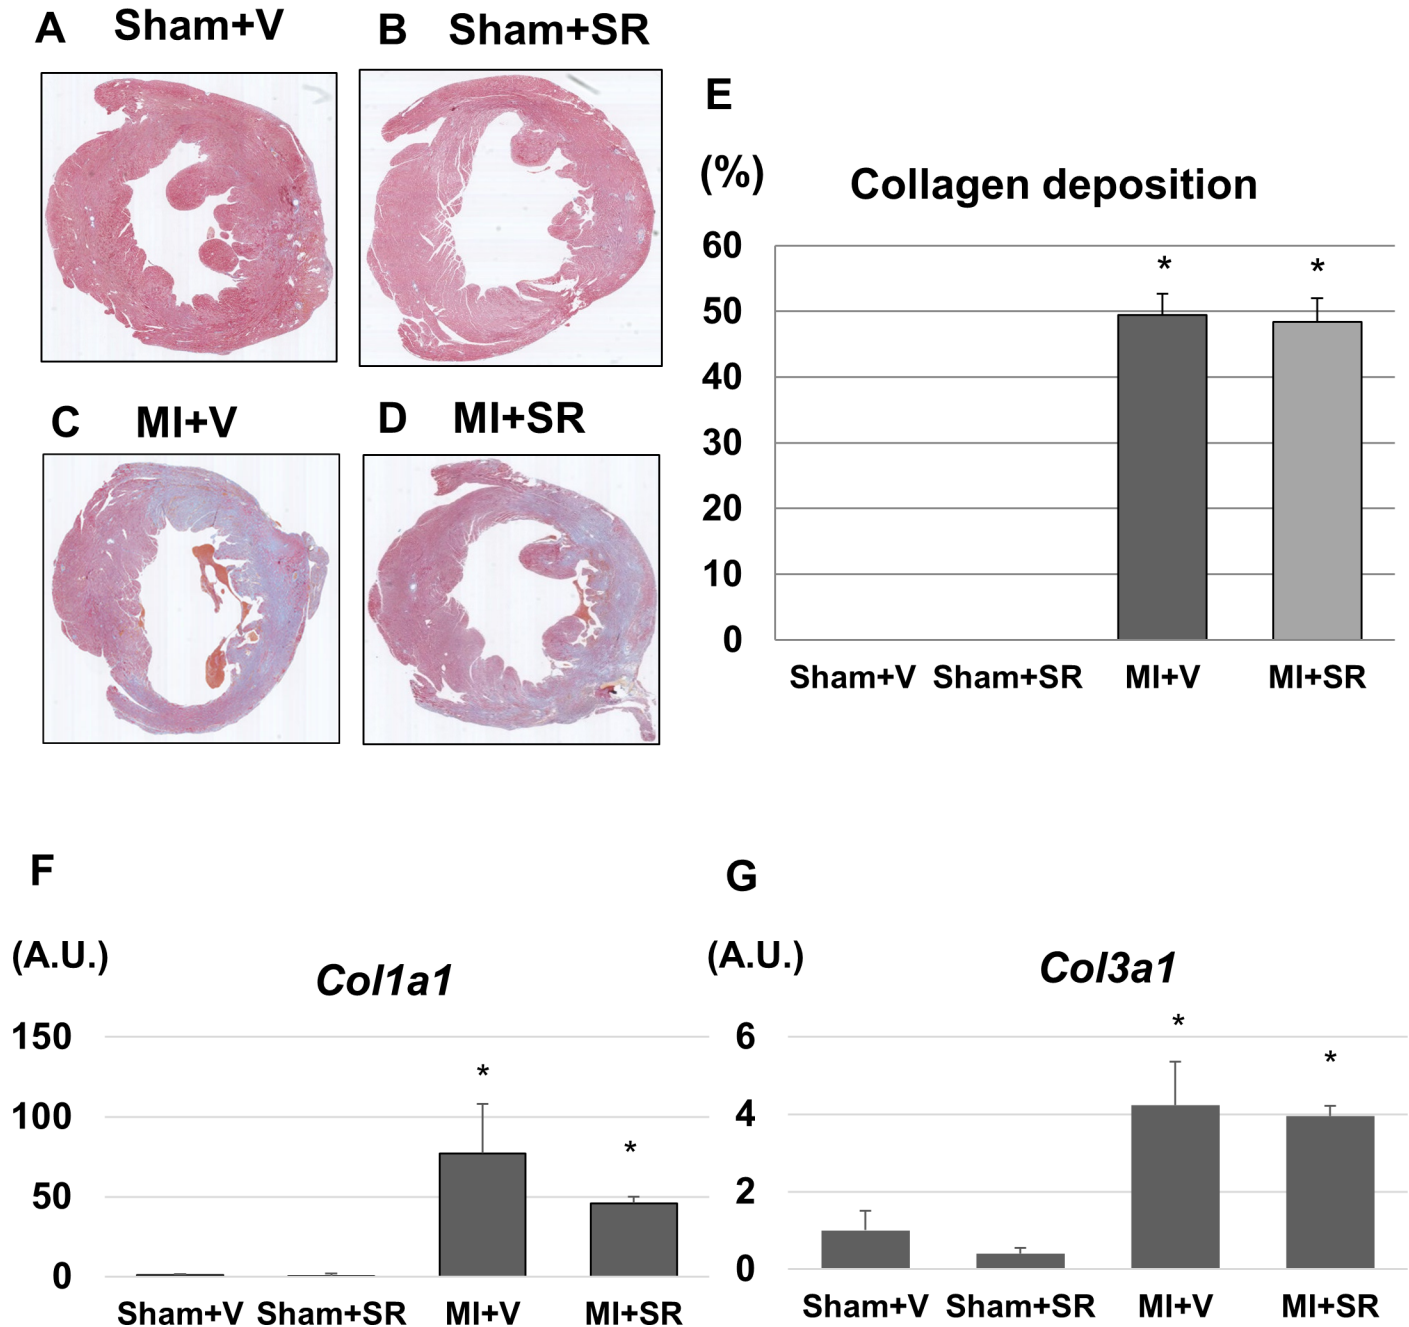 A Sham+V
B Sham+SR
C MI+V
D MI+SR
E
(%) Collagen deposition
60
50
40
30
20
10
0
* *
Sham+V Sham+SR MI+V MI+SR
F
(A.U.)
Col1a1
150
100
50
0
* *
Sham+V Sham+SR MI+V MI+SR
G
(A.U.)
Col3a1
6
4
2
0
* *
Sham+V Sham+SR MI+V MI+SR